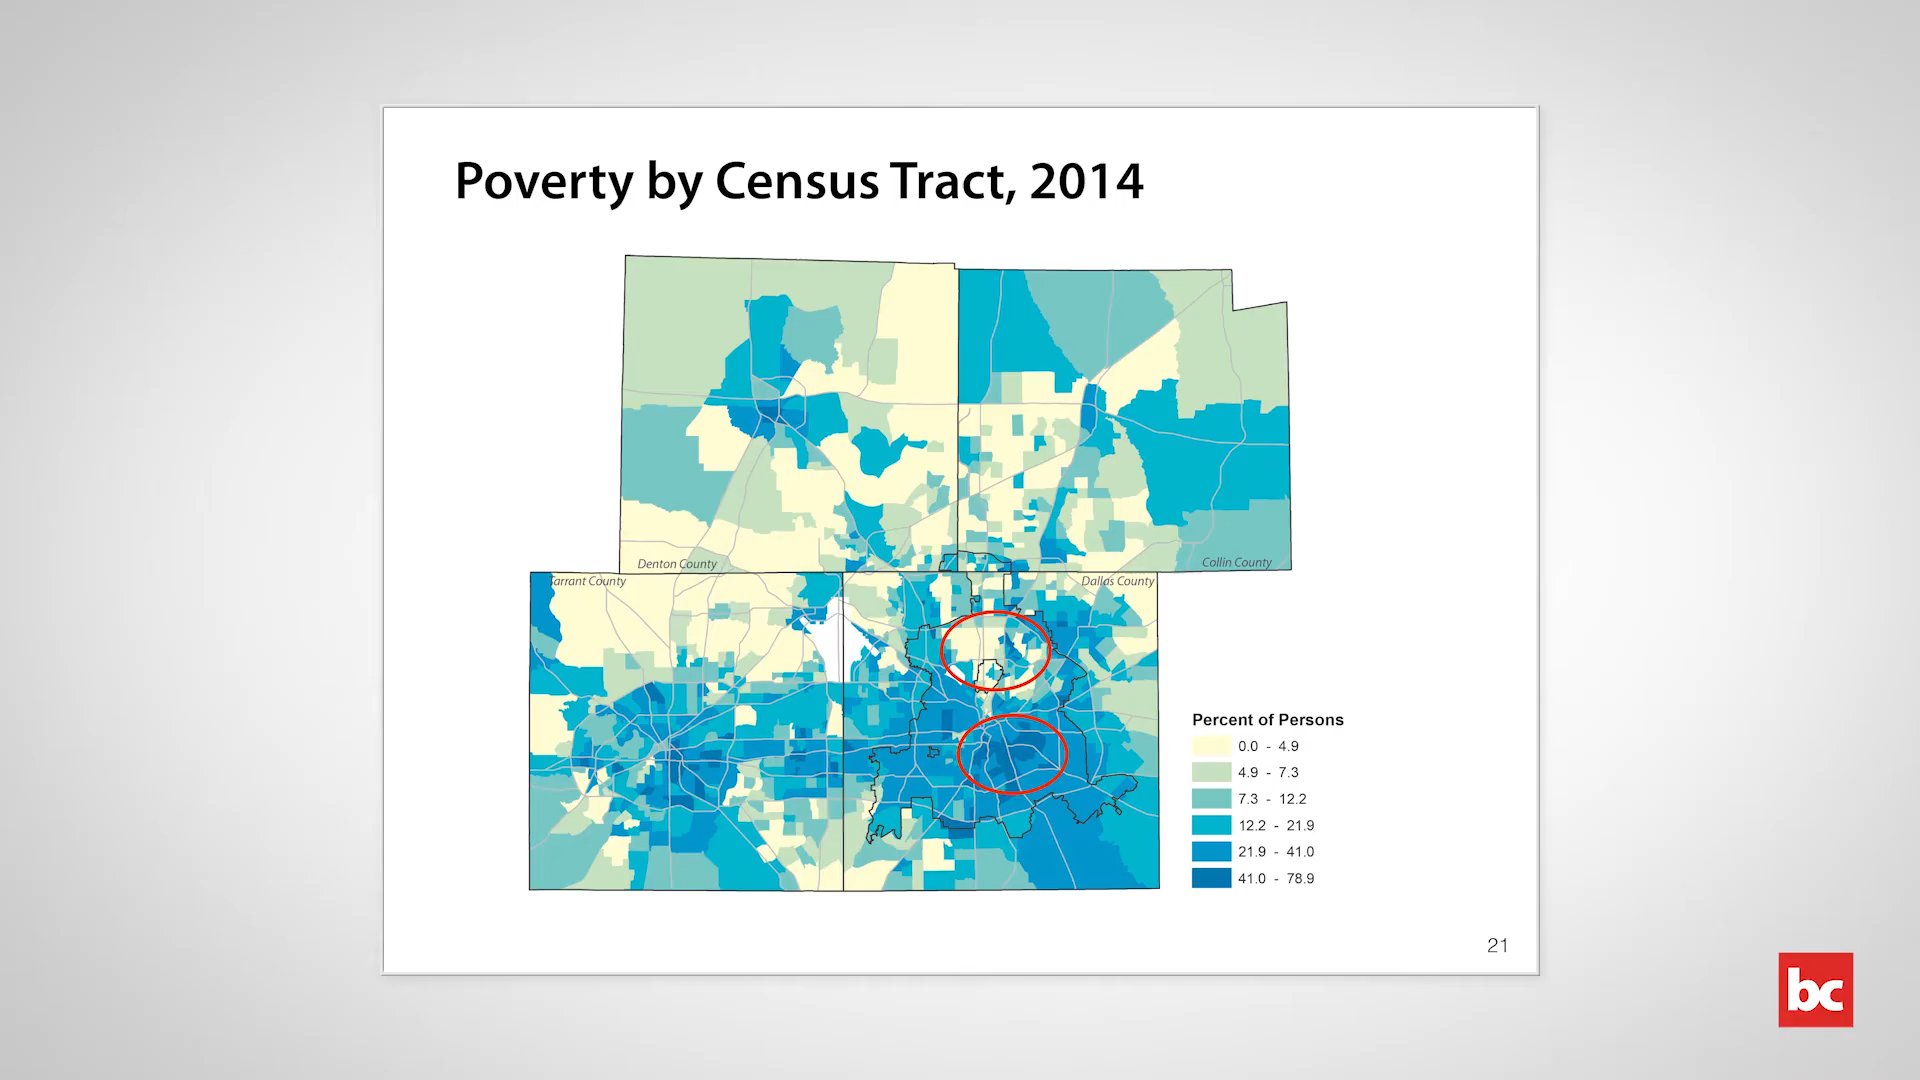 Poverty by Census Tract, 2014
Denton County
Collin County
Tarrant County
Dallas County
Percent of Persons
0.0 - 4.9
4.9 - 7.3
7.3 - 12.2
12.2 - 21.9
21.9 - 41.0
41.0 - 78.9
21
bc